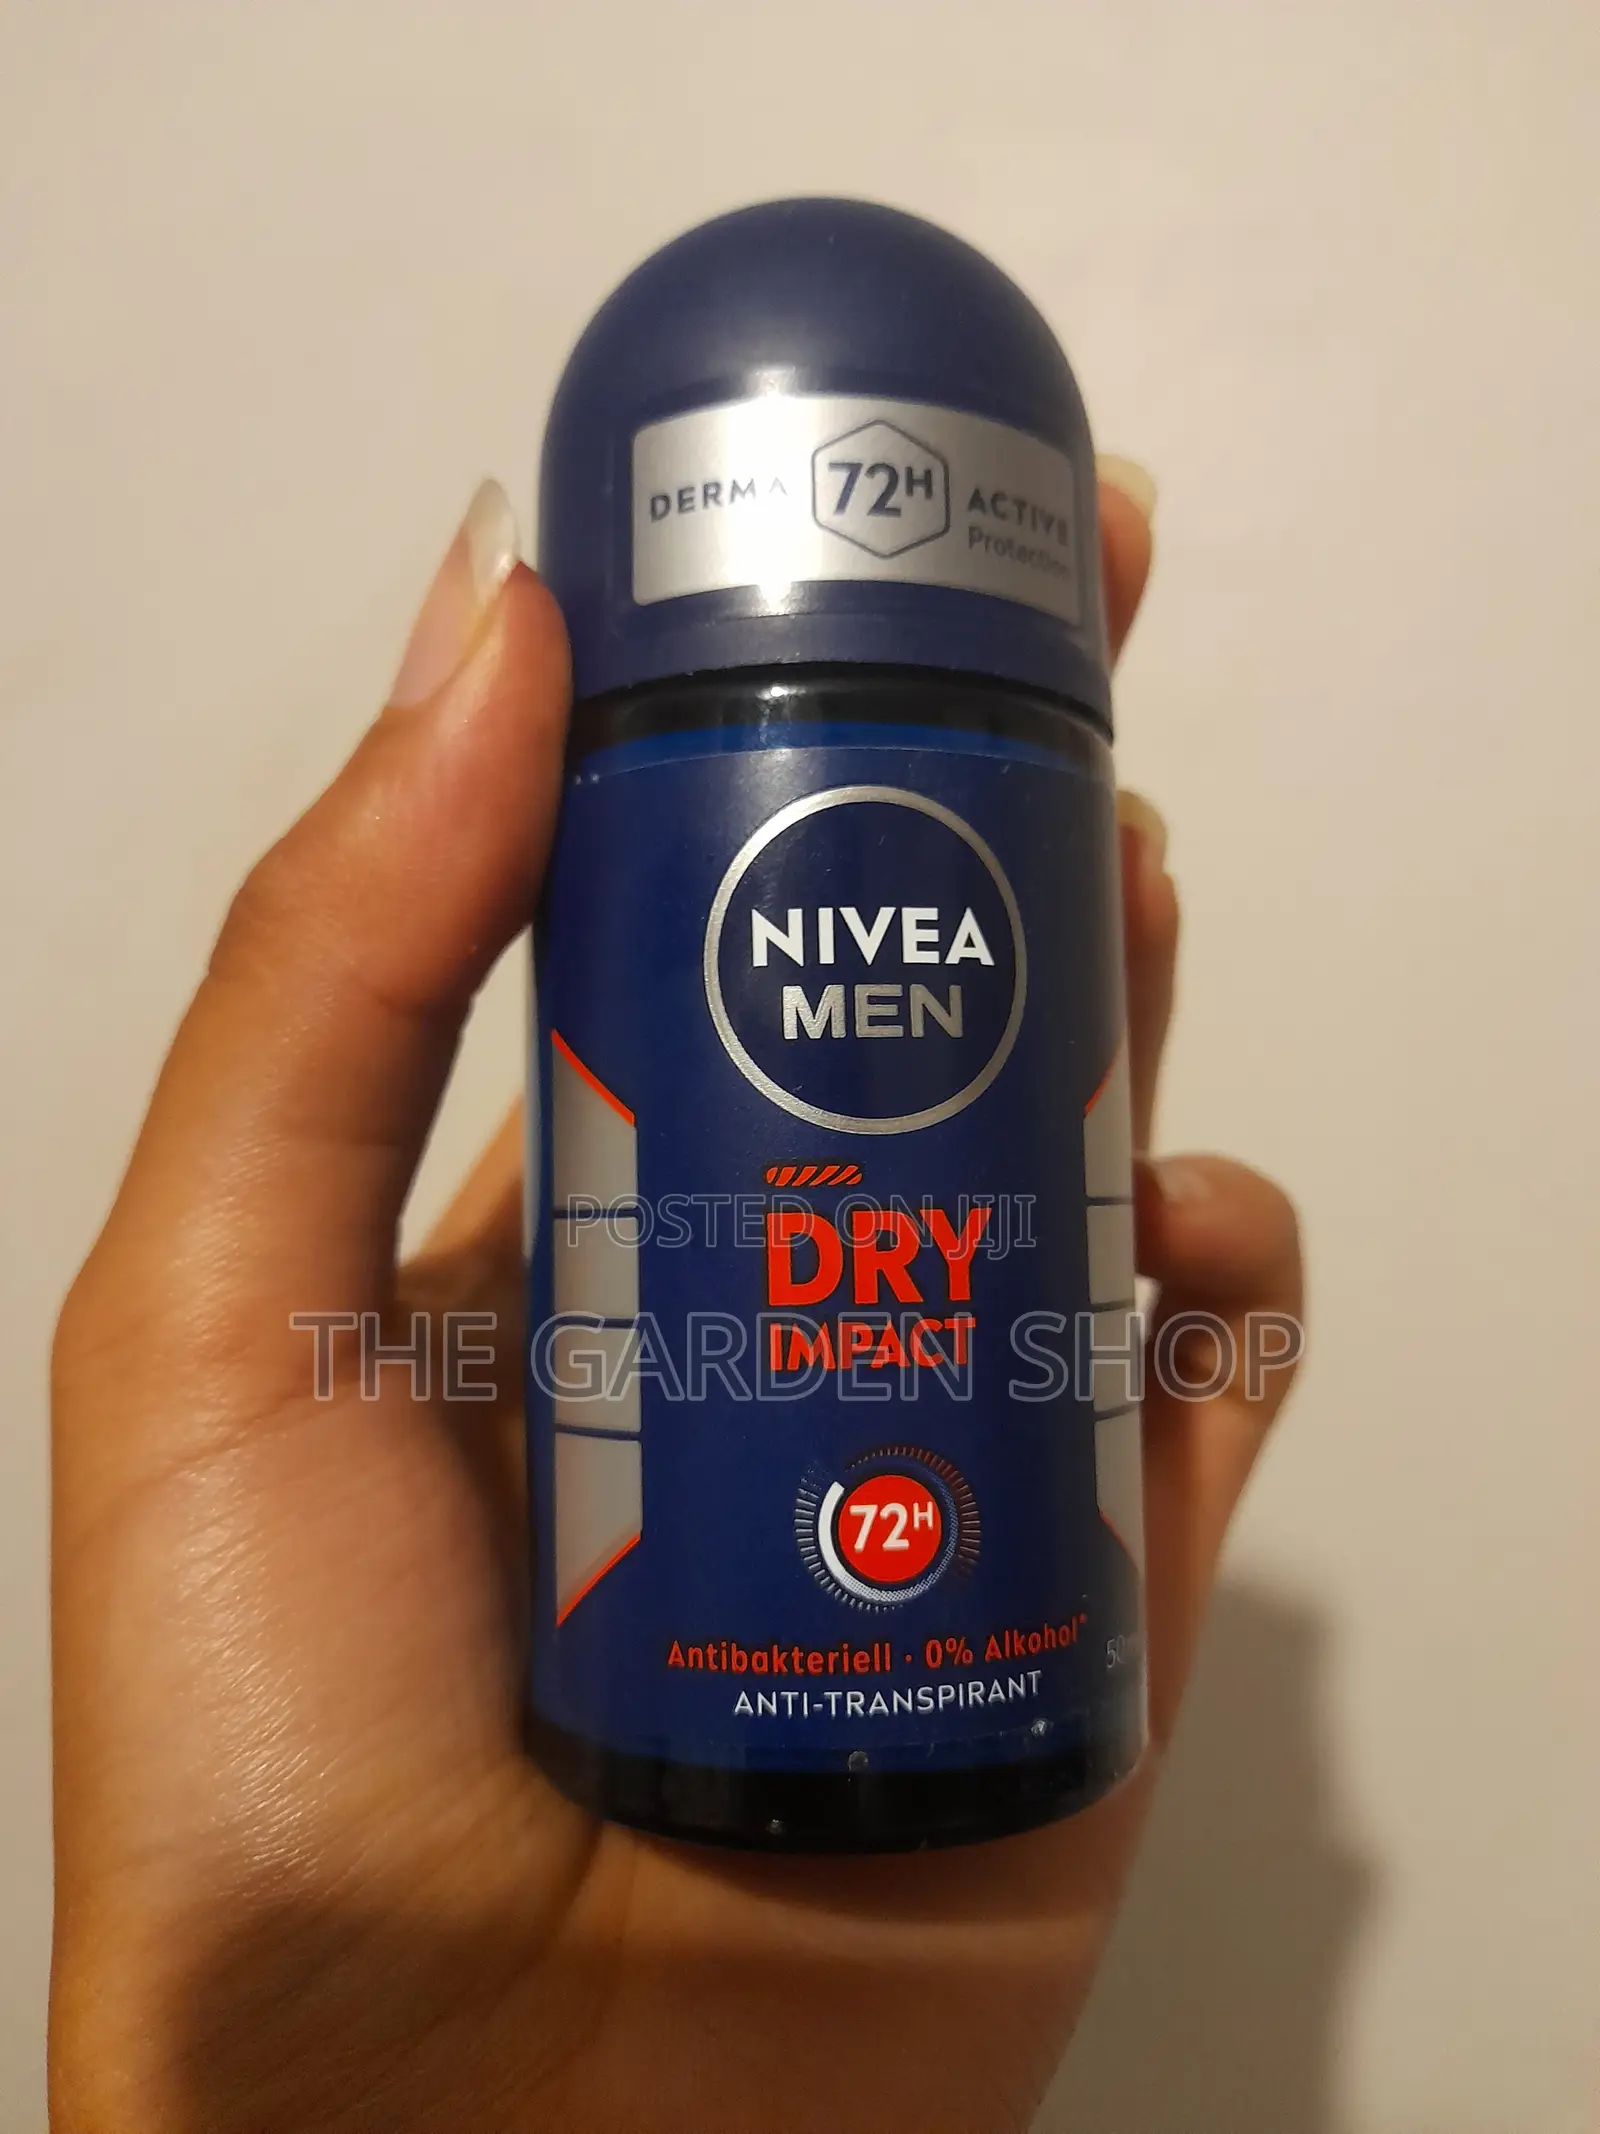 DERMA 72H ACTIVE
Protection
NIVEA
MEN
POSTED ON JIJI
DRY
THE GARDEN SHOP
IMPACT
72H
Antibakteriell · 0% Alkohol*
ANTI-TRANSPIRANT